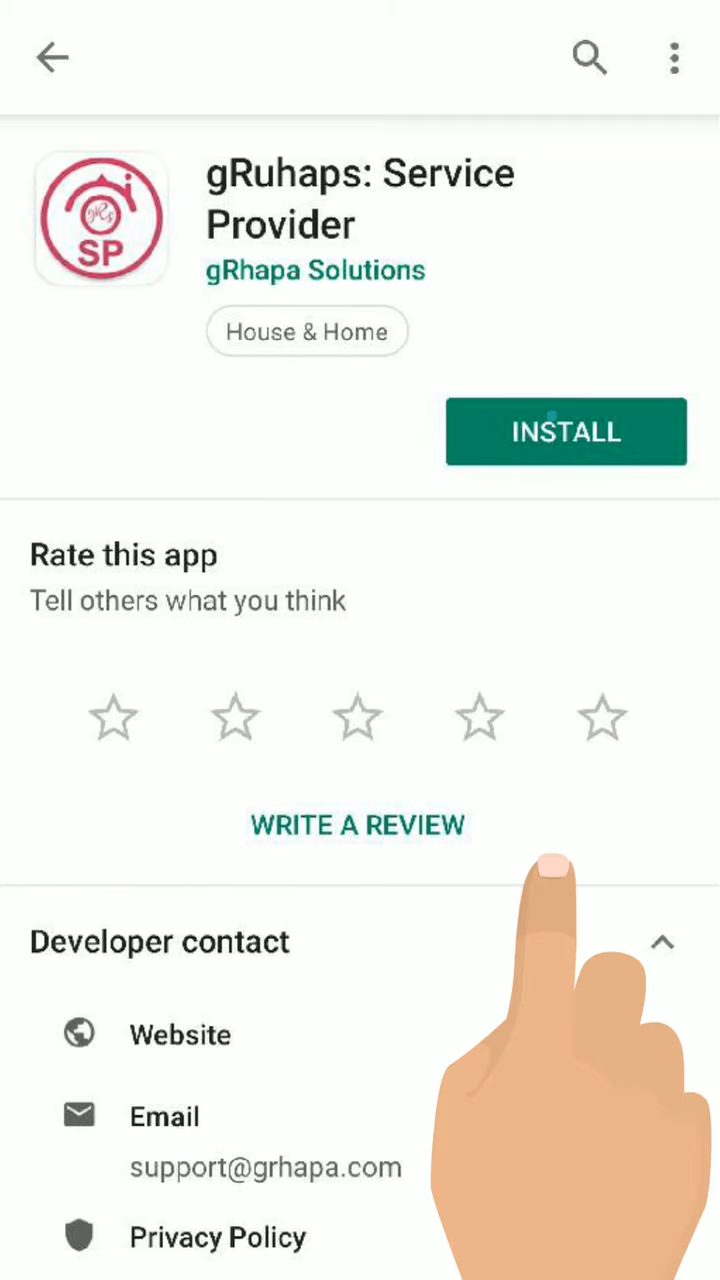 gRuhaps: Service
Provider
gRhapa Solutions
House & Home
gRs
SP
INSTALL
Rate this app
Tell others what you think
WRITE A REVIEW
Developer contact
Website
Email
support@grhapa.com
Privacy Policy